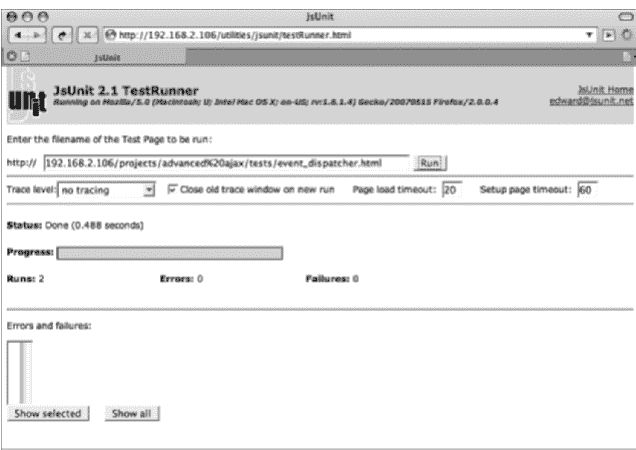 JsUnit
http://192.168.2.106/utilities/jsunit/testRunner.html
JsUnit
unit
JsUnit 2.1 TestRunner
Running on Mozilla/5.0 (Macintosh; U; Intel Mac OS X; en-US; rv:1.8.1.4) Gecko/20070515 Firefox/2.0.0.4
JsUnit Home
edward@jsunit.net
Enter the filename of the Test Page to be run:
http:// 192.168.2.106/projects/advanced%20ajax/tests/event_dispatcher.html Run
Trace level: no tracing Close old trace window on new run Page load timeout: 20 Setup page timeout: 60
Status: Done (0.488 seconds)
Progress:
Runs: 2 Errors: 0 Failures: 0
Errors and failures:
Show selected Show all